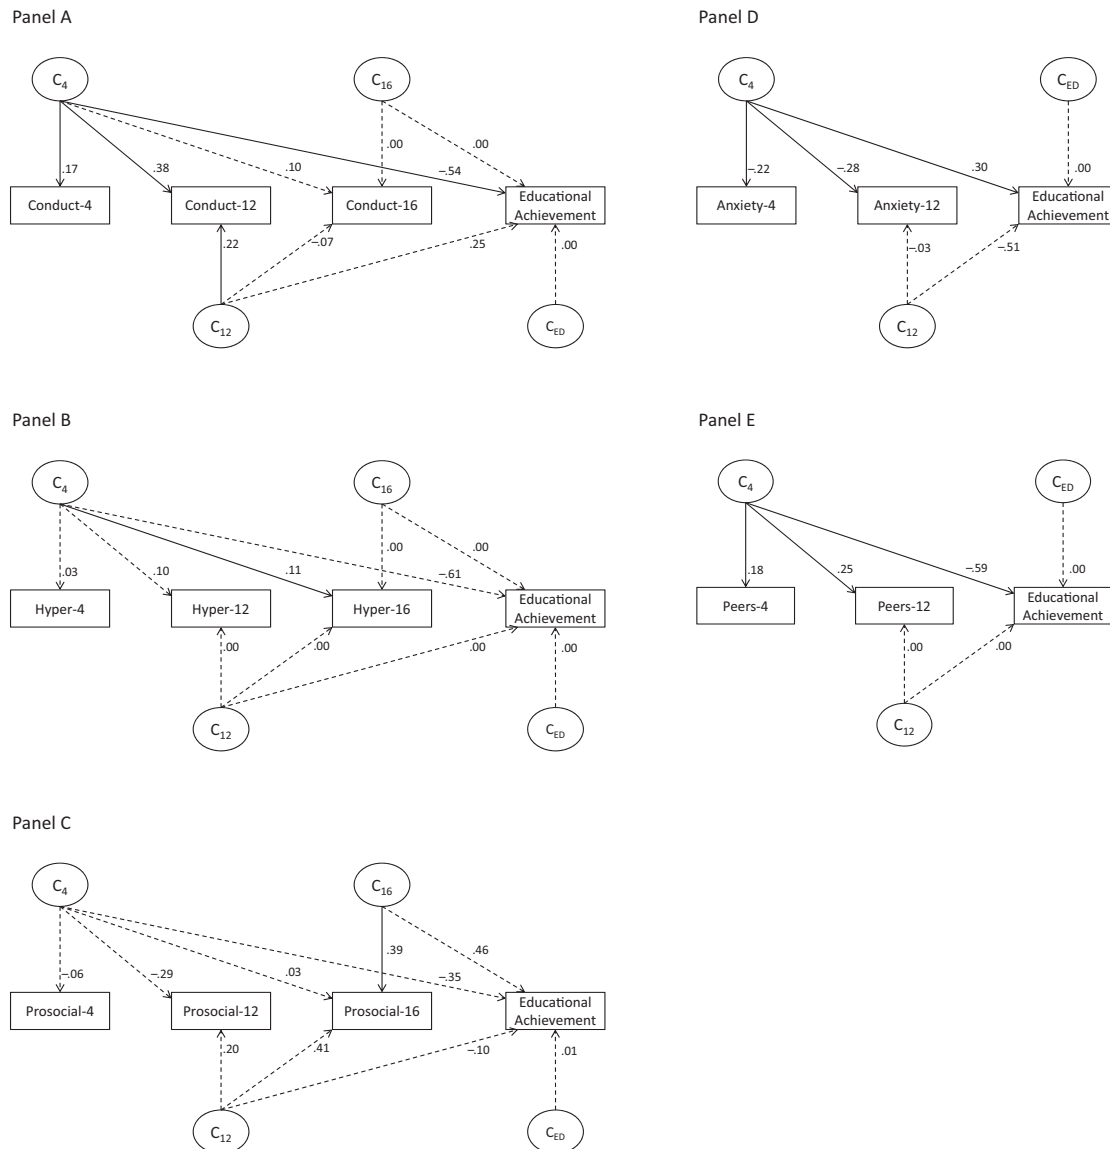 Panel A
C4
C16
.17
.38
.10
.00
.00
–.54
Conduct-4
Conduct-12
Conduct-16
Educational
Achievement
.22
–.07
.25
.00
C12
CED
Panel B
C4
C16
.03
.10
.11
.00
.00
–.61
Hyper-4
Hyper-12
Hyper-16
Educational
Achievement
.00
.00
.00
.00
C12
CED
Panel C
C4
C16
–.06
–.29
.03
.39
.46
–.35
Prosocial-4
Prosocial-12
Prosocial-16
Educational
Achievement
.20
.41
–.10
.01
C12
CED
Panel D
C4
CED
–.22
–.28
.30
.00
Anxiety-4
Anxiety-12
Educational
Achievement
–.03
–.51
C12
Panel E
C4
CED
.18
.25
–.59
.00
Peers-4
Peers-12
Educational
Achievement
.00
.00
C12